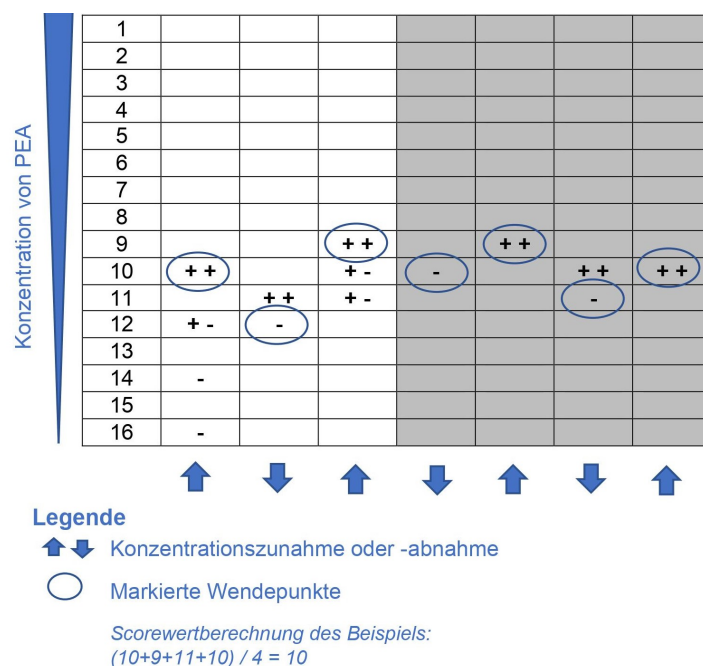 Konzentration von PEA
1
2
3
4
5
6
7
8
9 + + + +
10 + + + - - + + + +
11 + + + - -
12 + - -
13
14 -
15
16 -
Legende
Konzentrationszunahme oder -abnahme
Markierte Wendepunkte
Scorewertberechnung des Beispiels:
(10+9+11+10) / 4 = 10